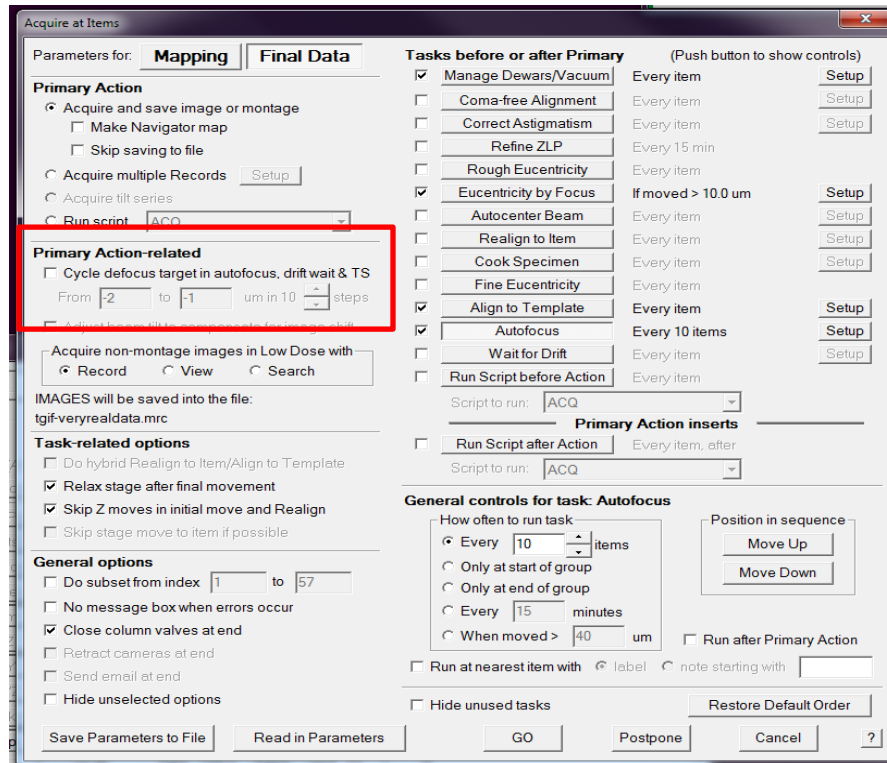 Acquire at Items
Parameters for: Mapping Final Data
Primary Action
Acquire and save image or montage
Make Navigator map
Skip saving to file
Acquire multiple Records Setup
Acquire tilt series
Run script ACQ
Primary Action-related
Cycle defocus target in autofocus, drift wait & TS
From -2 to -1 um in 10 steps
Adjust beam tilt to compensate for image shift
Acquire non-montage images in Low Dose with
Record View Search
IMAGES will be saved into the file:
tgif-veryrealdata.mrc
Task-related options
Do hybrid Realign to Item/Align to Template
Relax stage after final movement
Skip Z moves in initial move and Realign
Skip stage move to item if possible
General options
Do subset from index 1 to 57
No message box when errors occur
Close column valves at end
Retract cameras at end
Send email at end
Hide unselected options
Tasks before or after Primary (Push button to show controls)
Manage Dewars/Vacuum Every item Setup
Coma-free Alignment Every item Setup
Correct Astigmatism Every item Setup
Refine ZLP Every 15 min
Rough Eucentricity Every item
Eucentricity by Focus If moved > 10.0 um Setup
Autocenter Beam Every item Setup
Realign to Item Every item Setup
Cook Specimen Every item Setup
Fine Eucentricity Every item
Align to Template Every item Setup
Autofocus Every 10 items Setup
Wait for Drift Every item Setup
Run Script before Action Every item
Script to run: ACQ
Primary Action inserts
Run Script after Action Every item, after
Script to run: ACQ
General controls for task: Autofocus
How often to run task
Every 10 items
Only at start of group
Only at end of group
Every 15 minutes
When moved > 40 um
Position in sequence
Move Up
Move Down
Run after Primary Action
Run at nearest item with label note starting with
Hide unused tasks Restore Default Order
Save Parameters to File Read in Parameters GO Postpone Cancel ?